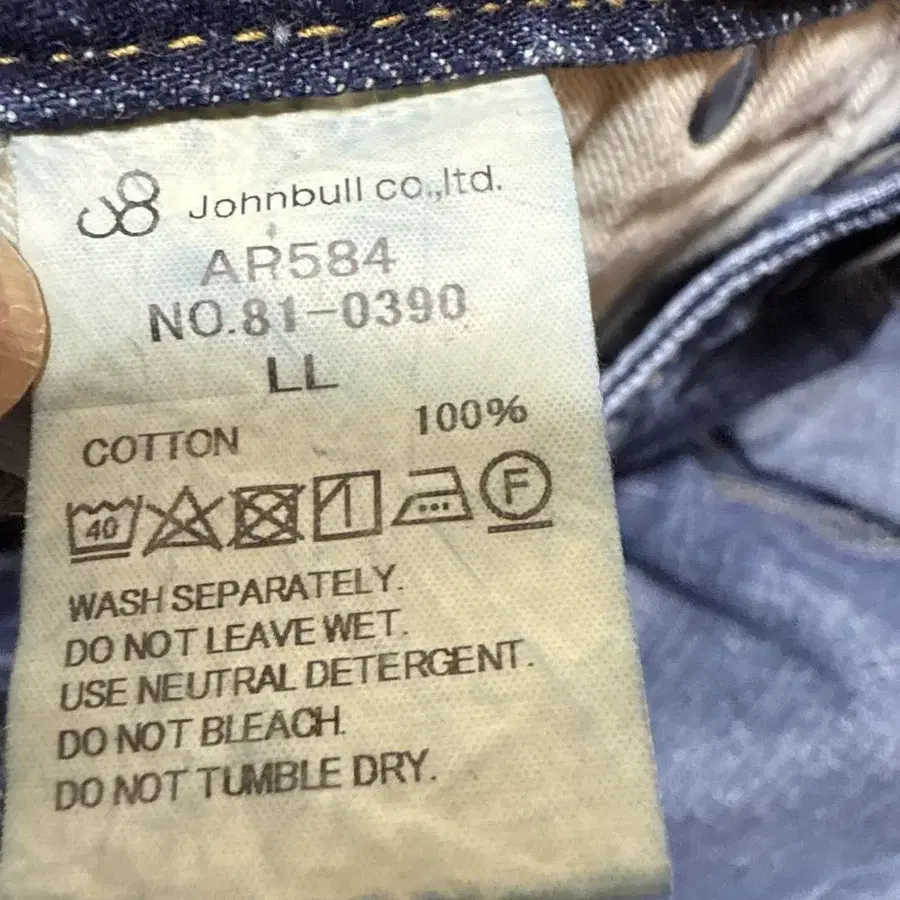 Johnbull co.,ltd.
AR584
NO.81-0390
LL
COTTON 100%
40 F
WASH SEPARATELY.
DO NOT LEAVE WET.
USE NEUTRAL DETERGENT.
DO NOT BLEACH.
DO NOT TUMBLE DRY.